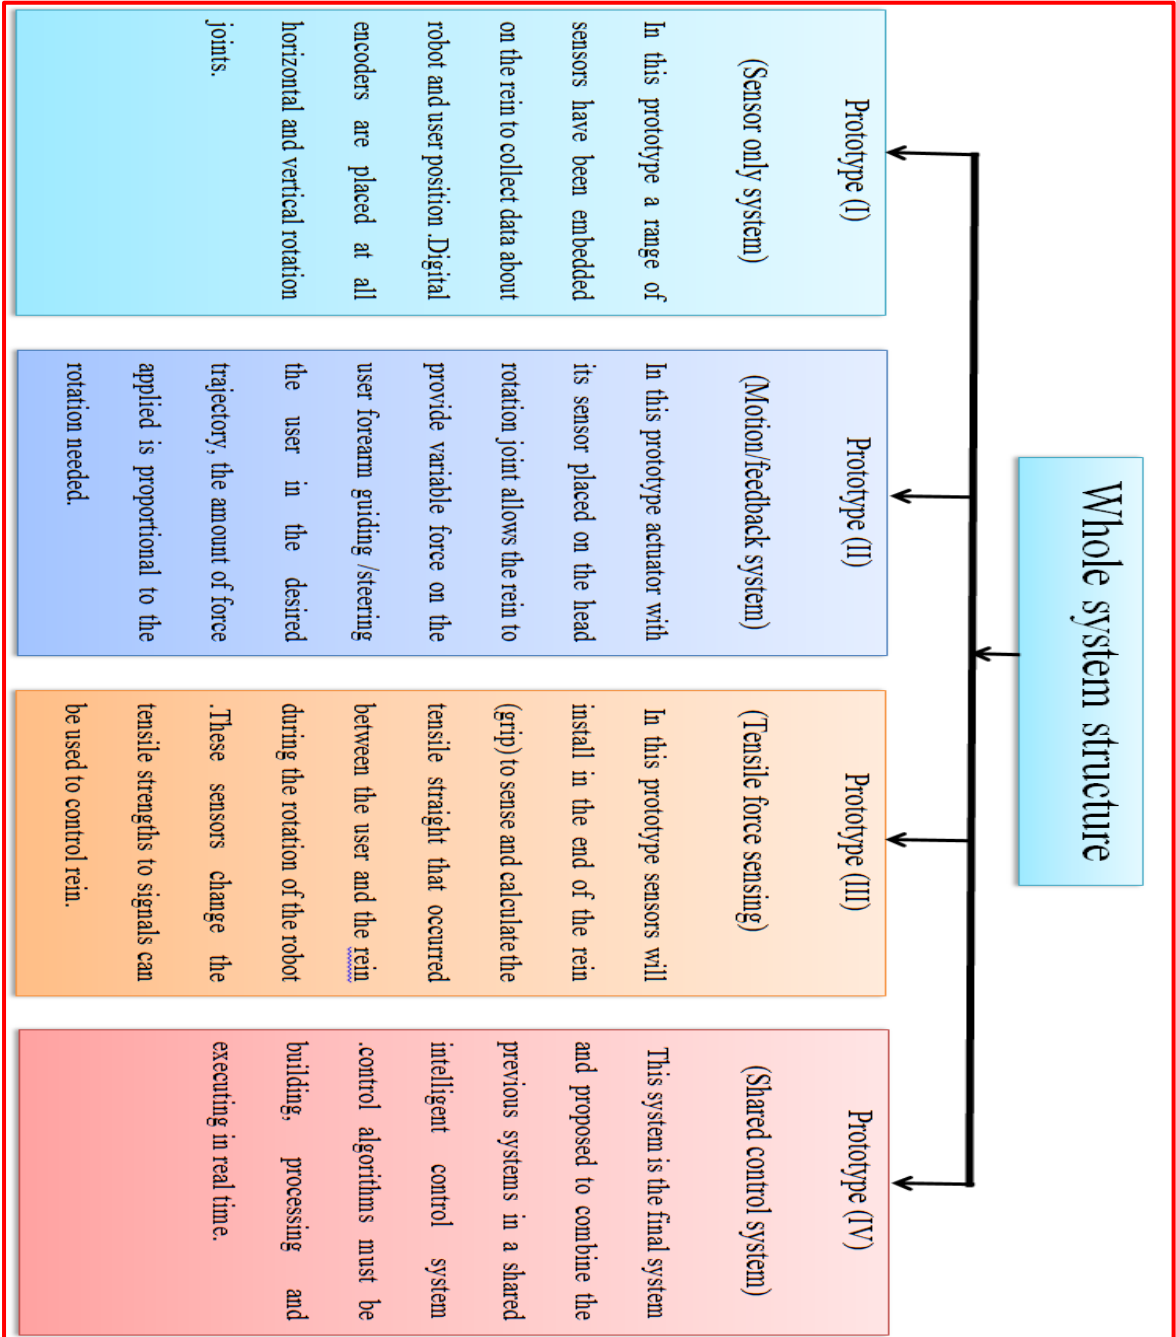 Whole system structure
Prototype (I)
(Sensor only system)
In this prototype a range of
sensors have been embedded
on the rein to collect data about
robot and user position .Digital
encoders are placed at all
horizontal and vertical rotation
joints.
Prototype (II)
(Motion/feedback system)
In this prototype actuator with
its sensor placed on the head
rotation joint allows the rein to
provide variable force on the
user forearm guiding /steering
the user in the desired
trajectory, the amount of force
applied is proportional to the
rotation needed.
Prototype (III)
(Tensile force sensing)
In this prototype sensors will
install in the end of the rein
(grip) to sense and calculate the
tensile straight that occurred
between the user and the rein
during the rotation of the robot
.These sensors change the
tensile strengths to signals can
be used to control rein.
Prototype (IV)
(Shared control system)
This system is the final system
and proposed to combine the
previous systems in a shared
intelligent control system
.control algorithms must be
building, processing and
executing in real time.